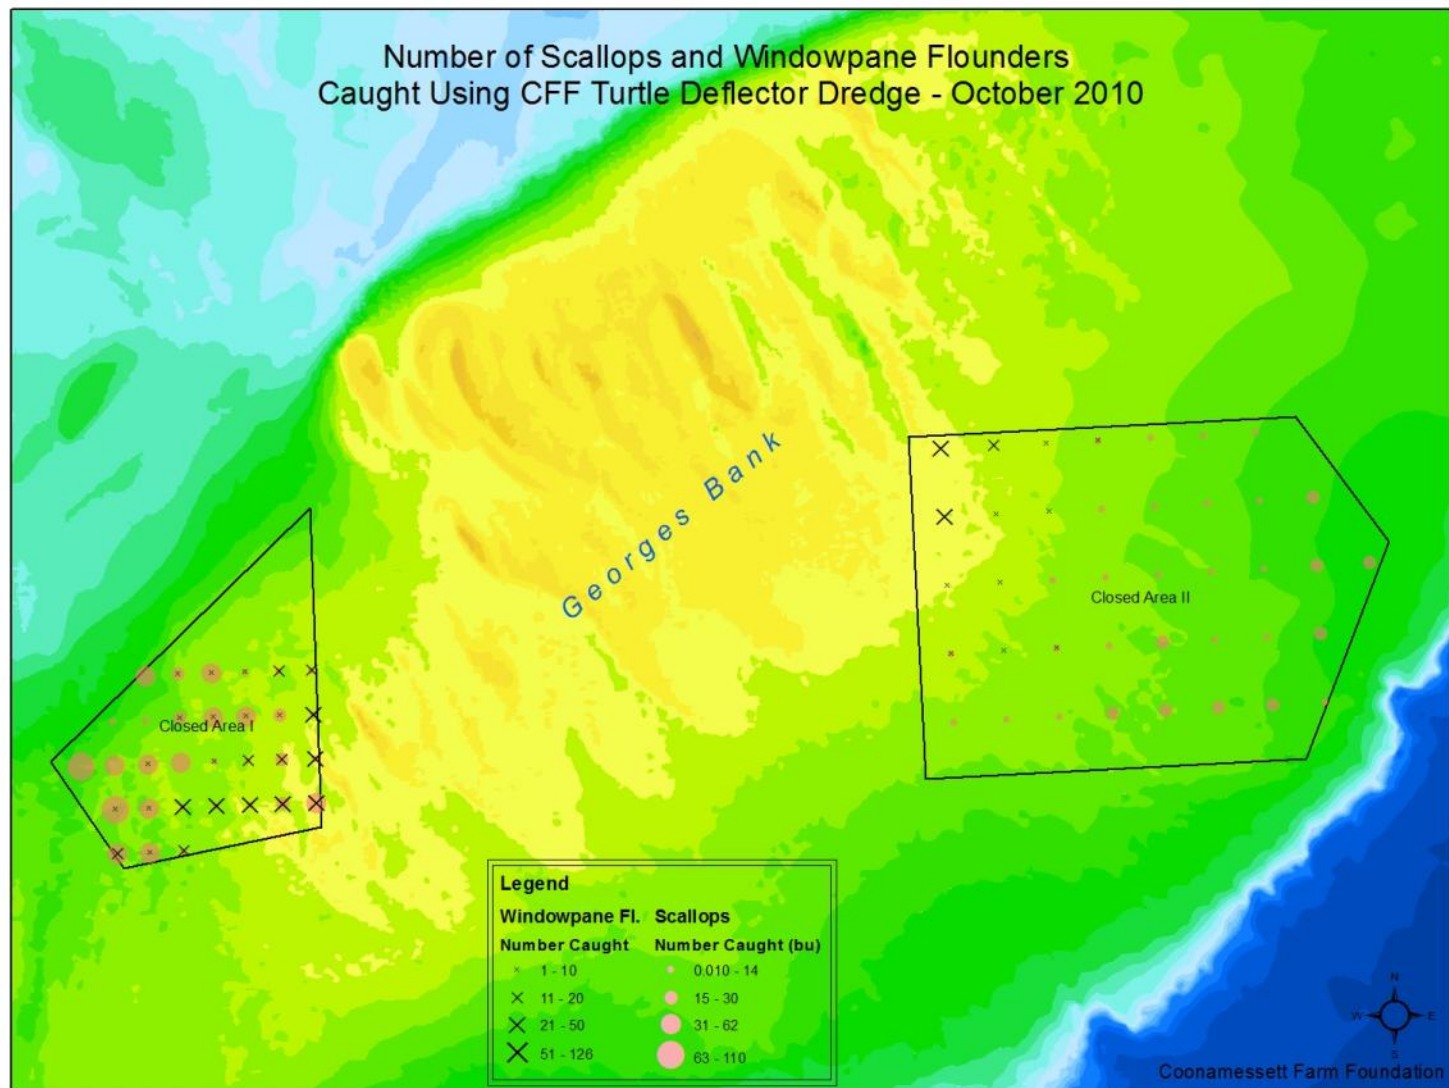 Number of Scallops and Windowpane Flounders
Caught Using CFF Turtle Deflector Dredge - October 2010
Georges Bank
Closed Area II
Closed Area I
Legend
Windowpane Fl. Scallops
Number Caught Number Caught (bu)
1 - 10 0.010 - 14
11 - 20 15 - 30
21 - 50 31 - 62
51 - 126 63 - 110
N
W E
S
Coonamessett Farm Foundation